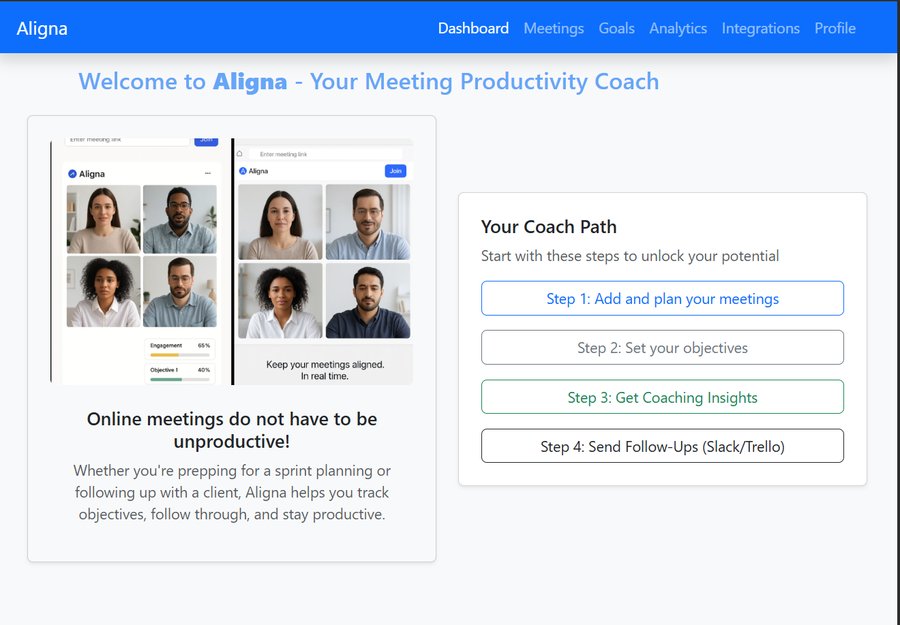 Aligna
Dashboard Meetings Goals Analytics Integrations Profile
Welcome to Aligna - Your Meeting Productivity Coach
Enter meeting link
Join
Aligna
Engagement 65%
Objective 1 40%
Enter meeting link
Aligna
Join
Keep your meetings aligned.
In real time.
Online meetings do not have to be
unproductive!
Whether you're prepping for a sprint planning or
following up with a client, Aligna helps you track
objectives, follow through, and stay productive.
Your Coach Path
Start with these steps to unlock your potential
Step 1: Add and plan your meetings
Step 2: Set your objectives
Step 3: Get Coaching Insights
Step 4: Send Follow-Ups (Slack/Trello)